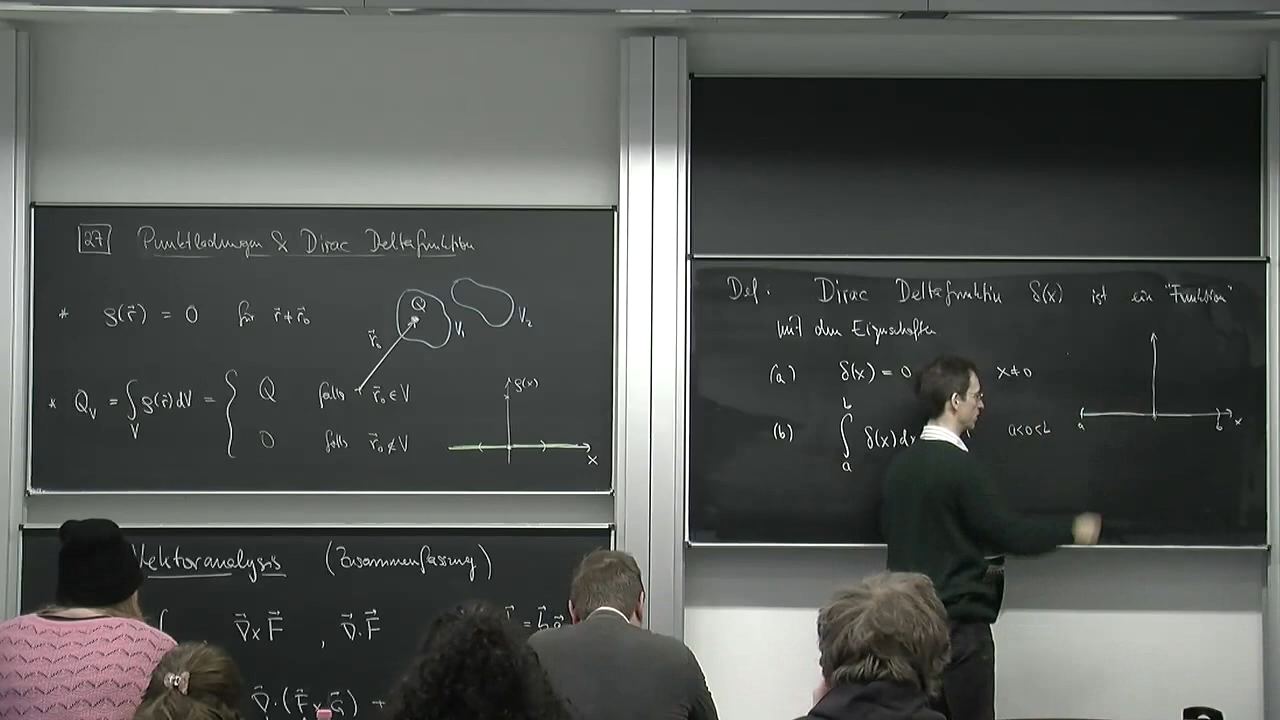 27 Punktladungen & Dirac Deltafunktion
* ρ(r⃗) = 0 für r⃗ ≠ r⃗₀
Q
r⃗₀
V₁
V₂
* Q_V = ∫_V ρ(r⃗) dV = { Q falls r⃗₀ ∈ V
0 falls r⃗₀ ∉ V
ρ(x)
x
Vektoranalysis (Zusammenfassung)
∇⃗×F⃗ , ∇⃗·F⃗
∇⃗·(F⃗×G⃗) +
Def. Dirac Deltafunktion δ(x) ist ein "Funktion"
mit den Eigenschaften
(a) δ(x) = 0 x≠0
(b) ∫_a^b δ(x) dx a<0<b
a b x